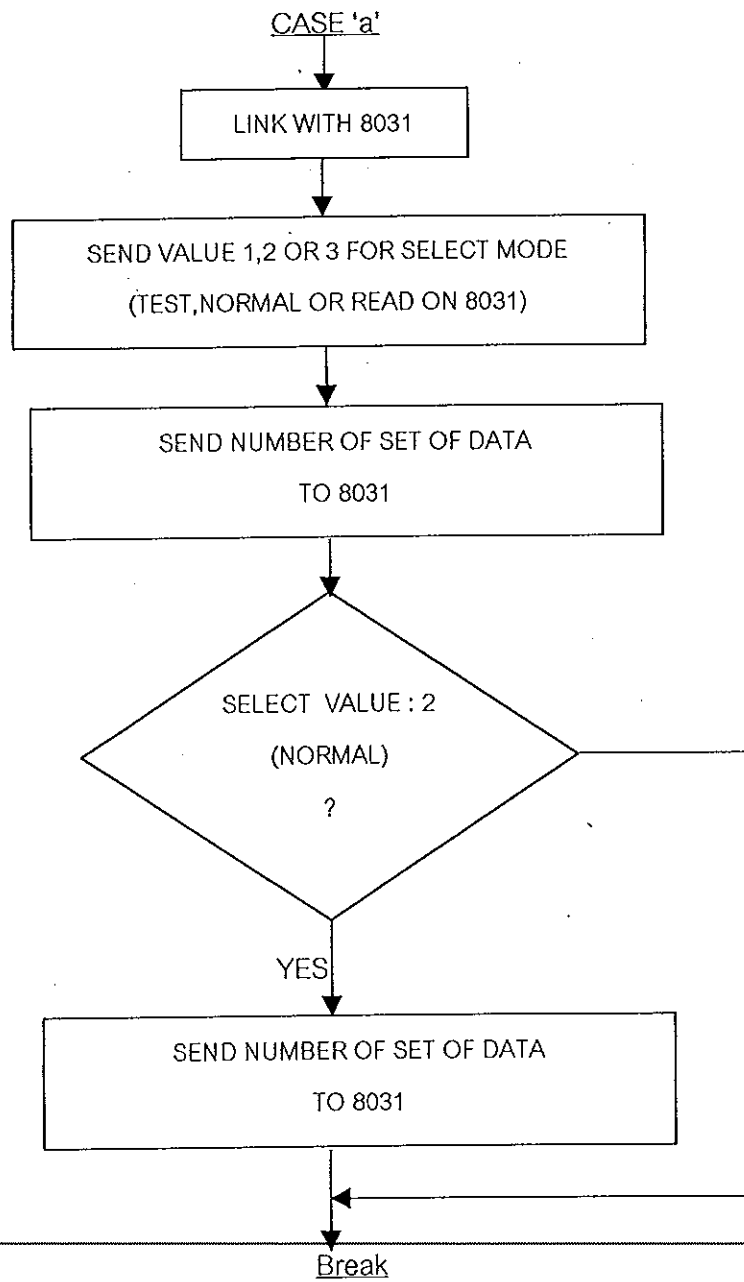 CASE 'a'
LINK WITH 8031
SEND VALUE 1,2 OR 3 FOR SELECT MODE
(TEST,NORMAL OR READ ON 8031)
SEND NUMBER OF SET OF DATA
TO 8031
SELECT VALUE : 2
(NORMAL)
?
YES
SEND NUMBER OF SET OF DATA
TO 8031
Break